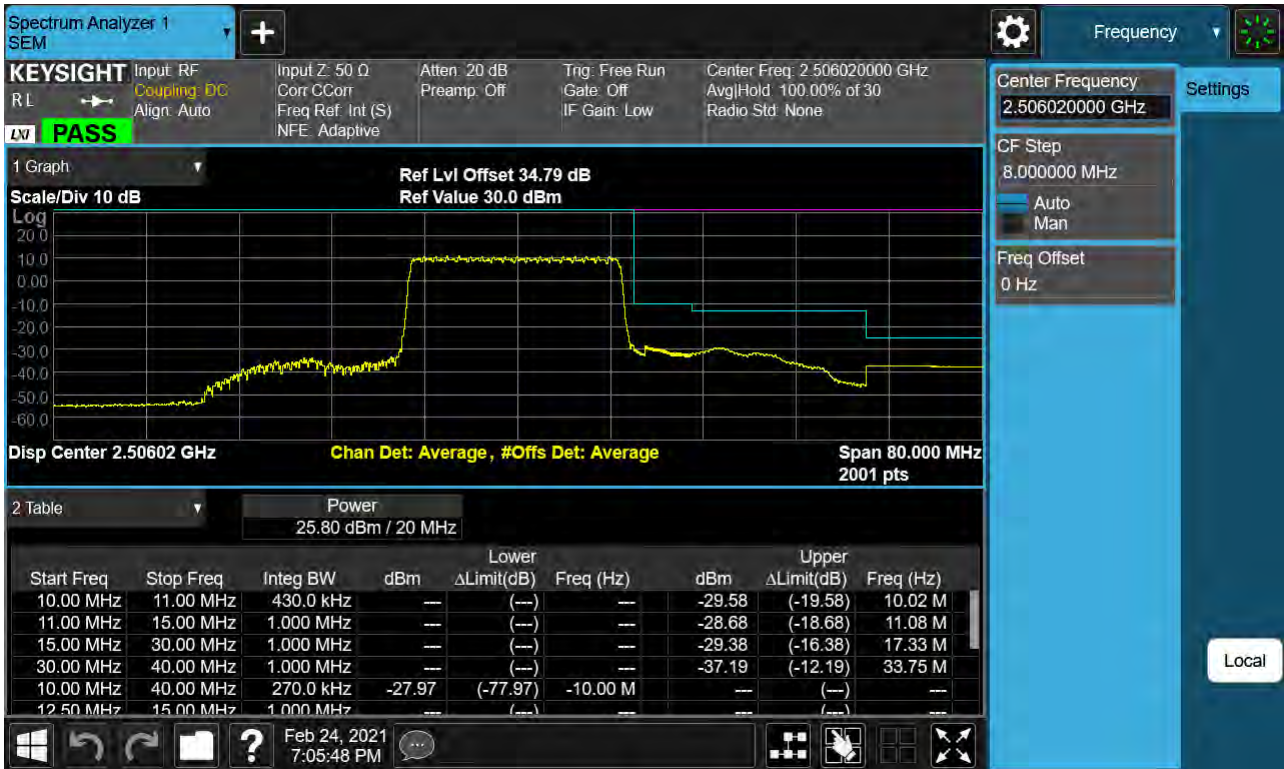 Spectrum Analyzer 1
SEM
Frequency
KEYSIGHT
RL
LXI
PASS
Input: RF
Coupling: DC
Align: Auto
Input Z: 50 Ω
Corr CCorr
Freq Ref: Int (S)
NFE: Adaptive
Atten: 20 dB
Preamp: Off
Trig: Free Run
Gate: Off
IF Gain: Low
Center Freq: 2.506020000 GHz
Avg|Hold: 100.00% of 30
Radio Std: None
Center Frequency
2.506020000 GHz
Settings
CF Step
8.000000 MHz
Auto
Man
Freq Offset
0 Hz
Local
1 Graph
Scale/Div 10 dB
Ref Lvl Offset 34.79 dB
Ref Value 30.0 dBm
Log
20.0
10.0
0.00
-10.0
-20.0
-30.0
-40.0
-50.0
-60.0
Disp Center 2.50602 GHz
Chan Det: Average, #Offs Det: Average
Span 80.000 MHz
2001 pts
2 Table
Power
25.80 dBm / 20 MHz
Lower Upper
Start Freq Stop Freq Integ BW dBm ΔLimit(dB) Freq (Hz) dBm ΔLimit(dB) Freq (Hz)
10.00 MHz 11.00 MHz 430.0 kHz --- (---) --- -29.58 (-19.58) 10.02 M
11.00 MHz 15.00 MHz 1.000 MHz --- (---) --- -28.68 (-18.68) 11.08 M
15.00 MHz 30.00 MHz 1.000 MHz --- (---) --- -29.38 (-16.38) 17.33 M
30.00 MHz 40.00 MHz 1.000 MHz --- (---) --- -37.19 (-12.19) 33.75 M
10.00 MHz 40.00 MHz 270.0 kHz -27.97 (-77.97) -10.00 M --- (---) ---
12.50 MHz 15.00 MHz 1.000 MHz --- (---) --- --- (---) ---
Feb 24, 2021
7:05:48 PM